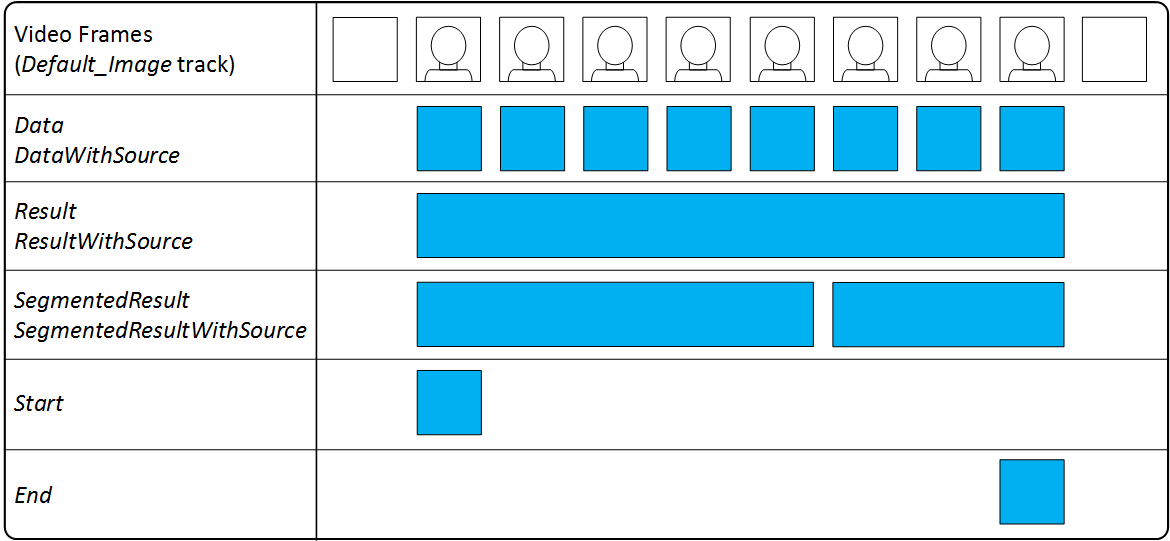 Video Frames
(Default_Image track)
Data
DataWithSource
Result
ResultWithSource
SegmentedResult
SegmentedResultWithSource
Start
End